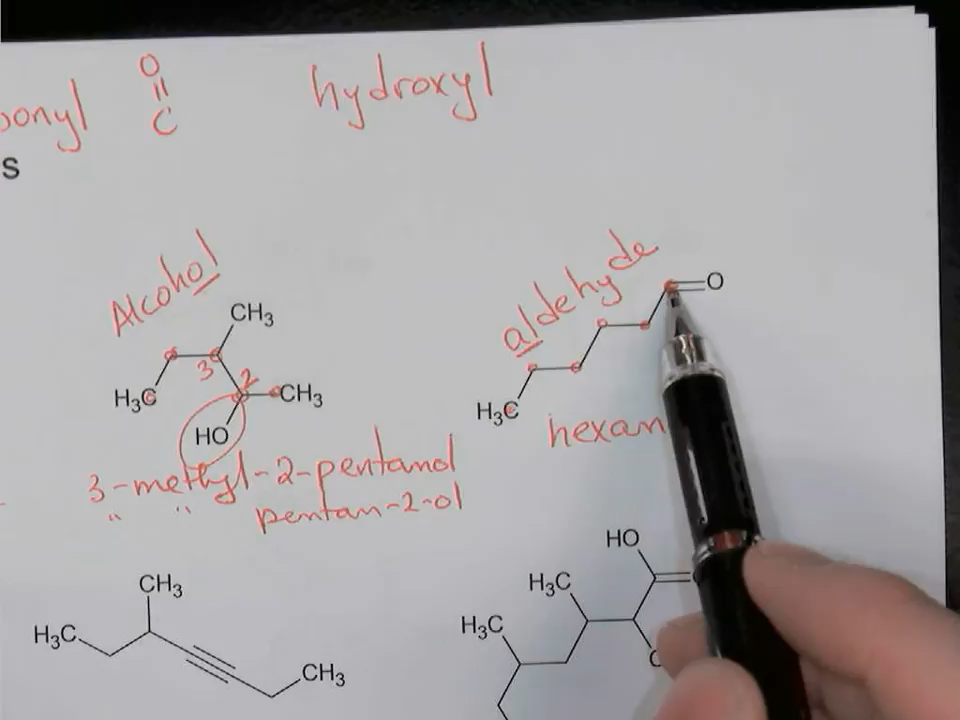 O
bonyl C hydroxyl
s
Alcohol
aldehyde
CH₃
O
3 2
H₃C CH₃
HO
H₃C
hexan
3-methyl-2-pentanol
" " pentan-2-ol
HO
CH₃
H₃C
H₃C
H₃C
CH₃